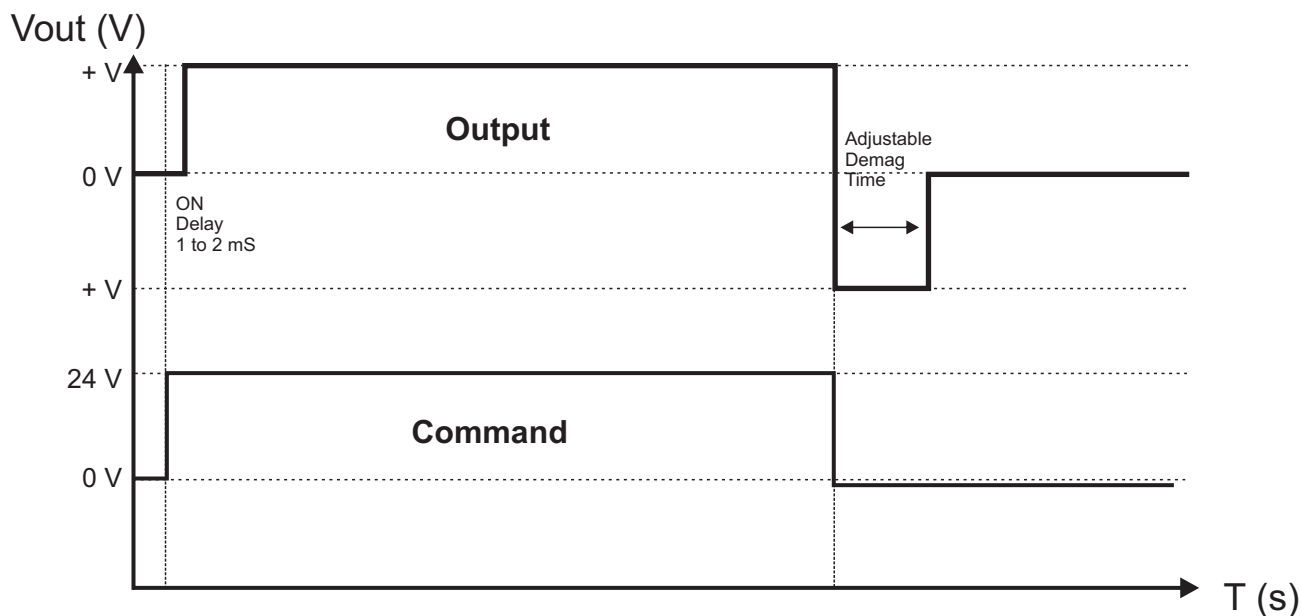 Vout (V)
+ V
Output
Adjustable
Demag
Time
0 V
ON
Delay
1 to 2 mS
+ V
24 V
Command
0 V
T (s)